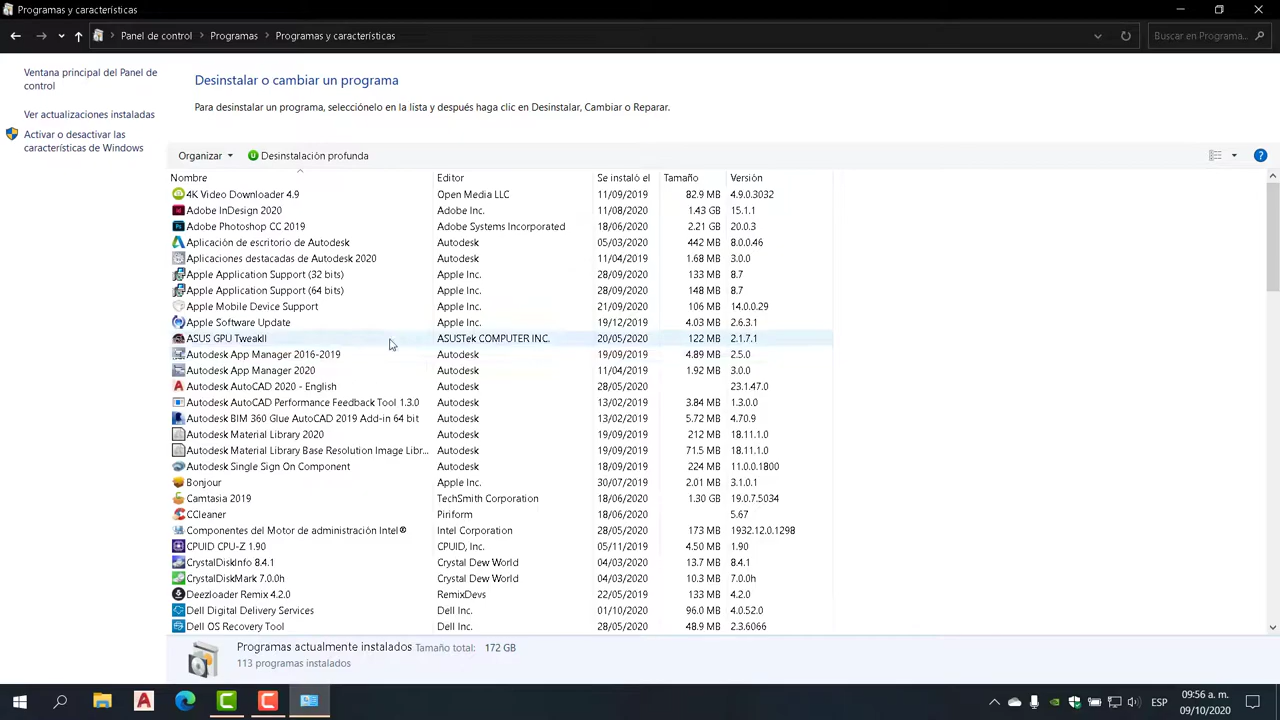 Programas y características
Panel de control Programas Programas y características Buscar en Programa...
Ventana principal del Panel de control
Ver actualizaciones instaladas
Activar o desactivar las características de Windows
Desinstalar o cambiar un programa
Para desinstalar un programa, selecciónelo en la lista y después haga clic en Desinstalar, Cambiar o Reparar.
Organizar Desinstalación profunda
Nombre Editor Se instaló el Tamaño Versión
4K Video Downloader 4.9 Open Media LLC 11/09/2019 82.9 MB 4.9.0.3032
Adobe InDesign 2020 Adobe Inc. 11/08/2020 1.43 GB 15.1.1
Adobe Photoshop CC 2019 Adobe Systems Incorporated 18/06/2020 2.21 GB 20.0.3
Aplicación de escritorio de Autodesk Autodesk 05/03/2020 442 MB 8.0.0.46
Aplicaciones destacadas de Autodesk 2020 Autodesk 11/04/2019 1.68 MB 3.0.0
Apple Application Support (32 bits) Apple Inc. 28/09/2020 133 MB 8.7
Apple Application Support (64 bits) Apple Inc. 28/09/2020 148 MB 8.7
Apple Mobile Device Support Apple Inc. 21/09/2020 106 MB 14.0.0.29
Apple Software Update Apple Inc. 19/12/2019 4.03 MB 2.6.3.1
ASUS GPU TweakII ASUSTek COMPUTER INC. 20/05/2020 122 MB 2.1.7.1
Autodesk App Manager 2016-2019 Autodesk 19/09/2019 4.89 MB 2.5.0
Autodesk App Manager 2020 Autodesk 11/04/2019 1.92 MB 3.0.0
Autodesk AutoCAD 2020 - English Autodesk 28/05/2020 23.1.47.0
Autodesk AutoCAD Performance Feedback Tool 1.3.0 Autodesk 13/02/2019 3.84 MB 1.3.0.0
Autodesk BIM 360 Glue AutoCAD 2019 Add-in 64 bit Autodesk 13/02/2019 5.72 MB 4.70.9
Autodesk Material Library 2020 Autodesk 19/09/2019 212 MB 18.11.1.0
Autodesk Material Library Base Resolution Image Libr... Autodesk 19/09/2019 71.5 MB 18.11.1.0
Autodesk Single Sign On Component Autodesk 18/09/2019 224 MB 11.0.0.1800
Bonjour Apple Inc. 30/07/2019 2.01 MB 3.1.0.1
Camtasia 2019 TechSmith Corporation 18/06/2020 1.30 GB 19.0.7.5034
CCleaner Piriform 18/06/2020 5.67
Componentes del Motor de administración Intel® Intel Corporation 28/05/2020 173 MB 1932.12.0.1298
CPUID CPU-Z 1.90 CPUID, Inc. 05/11/2019 4.50 MB 1.90
CrystalDiskInfo 8.4.1 Crystal Dew World 04/03/2020 13.7 MB 8.4.1
CrystalDiskMark 7.0.0h Crystal Dew World 04/03/2020 10.3 MB 7.0.0h
Deezloader Remix 4.2.0 RemixDevs 22/05/2019 133 MB 4.2.0
Dell Digital Delivery Services Dell Inc. 01/10/2020 96.0 MB 4.0.52.0
Dell OS Recovery Tool Dell Inc. 28/05/2020 48.9 MB 2.3.6066
Programas actualmente instalados Tamaño total: 172 GB
113 programas instalados
ESP 09:56 a. m.
09/10/2020